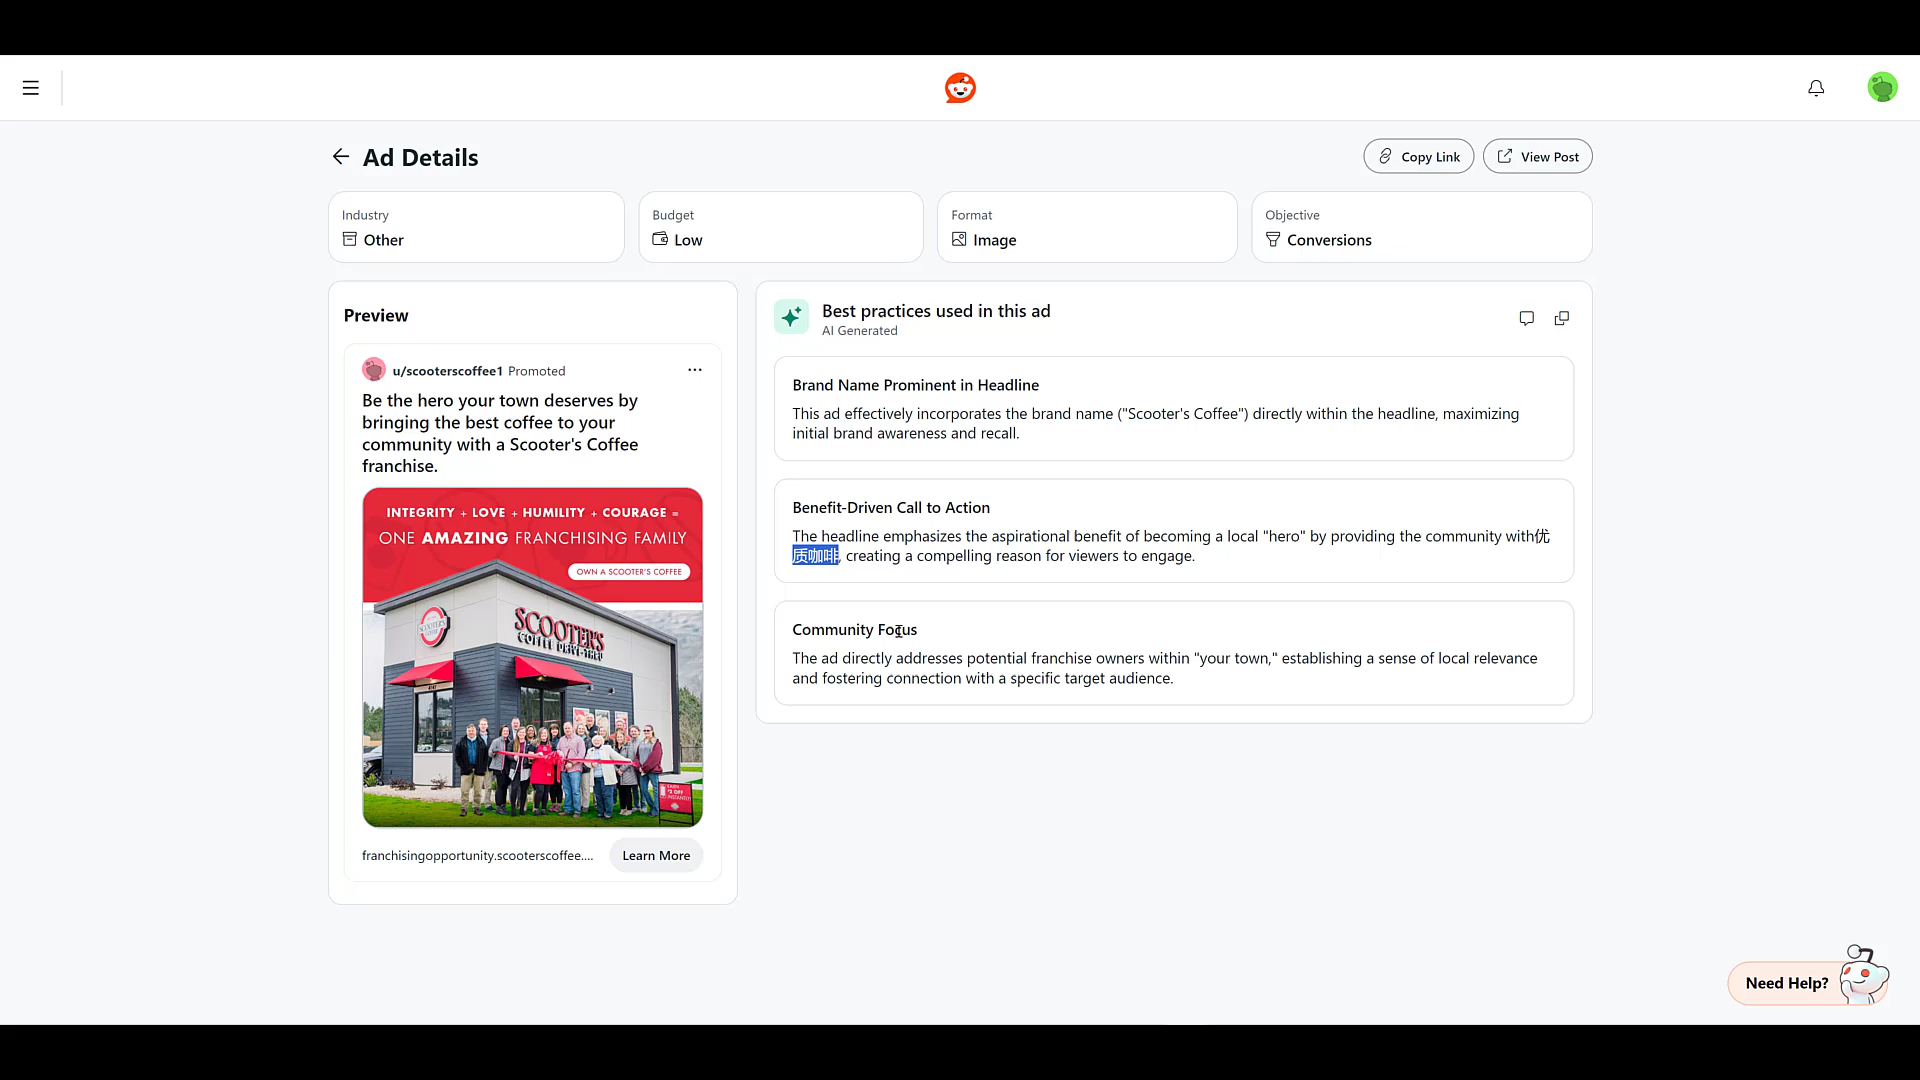 Ad Details
Copy Link
View Post
Industry
Other
Budget
Low
Format
Image
Objective
Conversions
Preview
u/scooterscoffee1 Promoted
Be the hero your town deserves by
bringing the best coffee to your
community with a Scooter's Coffee
franchise.
INTEGRITY + LOVE + HUMILITY + COURAGE =
ONE AMAZING FRANCHISING FAMILY
OWN A SCOOTER'S COFFEE
SCOOTER'S
SCOOTER'S
COFFEE DRIVE-THRU
franchisingopportunity.scooterscoffee....
Learn More
Best practices used in this ad
AI Generated
Brand Name Prominent in Headline
This ad effectively incorporates the brand name ("Scooter's Coffee") directly within the headline, maximizing
initial brand awareness and recall.
Benefit-Driven Call to Action
The headline emphasizes the aspirational benefit of becoming a local "hero" by providing the community with优
质咖啡, creating a compelling reason for viewers to engage.
Community Focus
The ad directly addresses potential franchise owners within "your town," establishing a sense of local relevance
and fostering connection with a specific target audience.
Need Help?